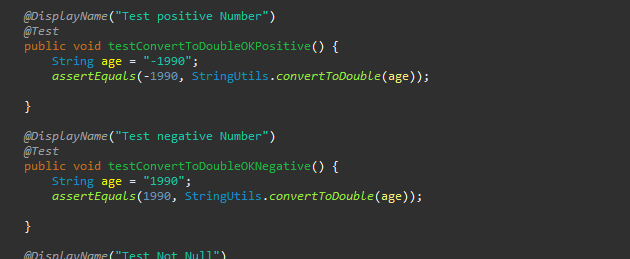 @DisplayName("Test positive Number")
@Test
public void testConvertToDoubleOKPositive() {
String age = "-1990";
assertEquals(-1990, StringUtils.convertToDouble(age));
}
@DisplayName("Test negative Number")
@Test
public void testConvertToDoubleOKNegative() {
String age = "1990";
assertEquals(1990, StringUtils.convertToDouble(age));
}
@DisplayName("Test Not Null")